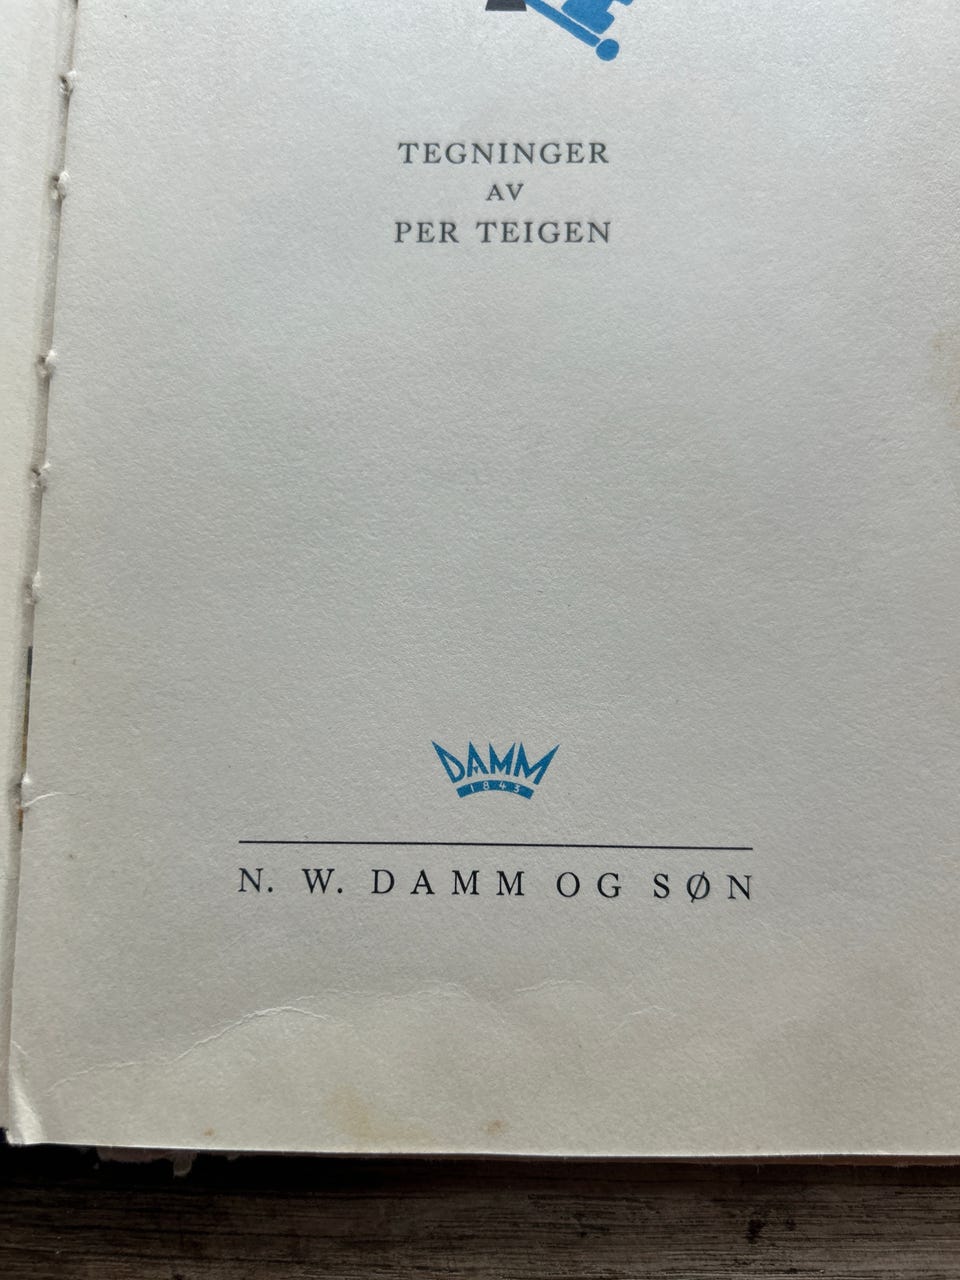 TEGNINGER
AV
PER TEIGEN
DAMM
1843
N. W. DAMM OG SØN